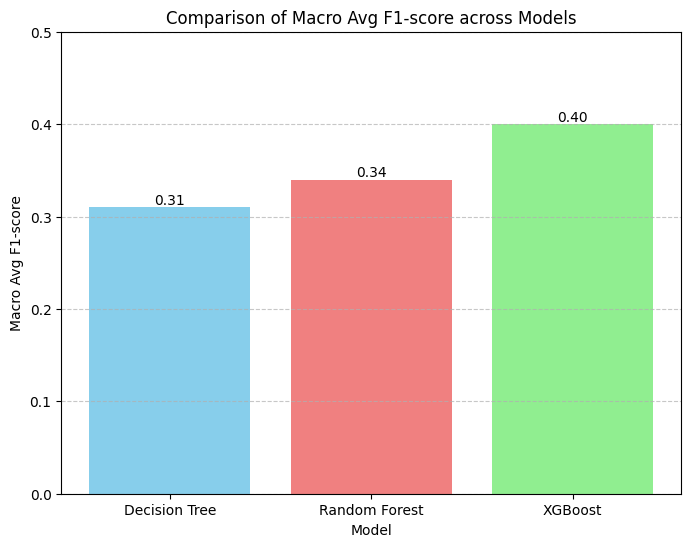 Comparison of Macro Avg F1-score across Models
Macro Avg F1-score
0.5
0.4
0.3
0.2
0.1
0.0
0.31
0.34
0.40
Decision Tree
Random Forest
XGBoost
Model